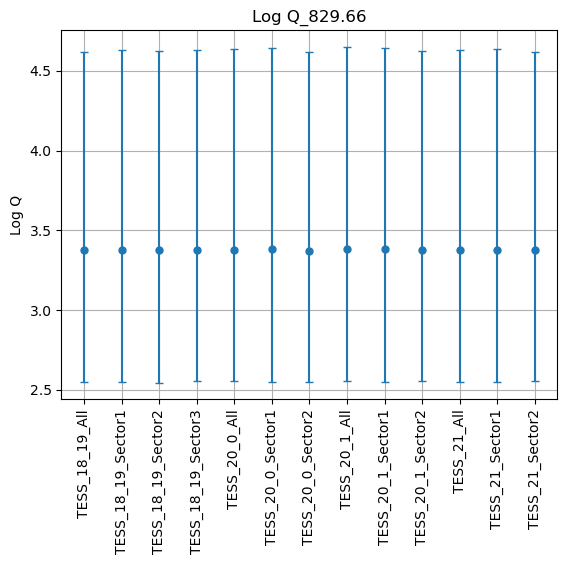 Log Q_829.66
Log Q
4.5
4.0
3.5
3.0
2.5
TESS_18_19_All
TESS_18_19_Sector1
TESS_18_19_Sector2
TESS_18_19_Sector3
TESS_20_0_All
TESS_20_0_Sector1
TESS_20_0_Sector2
TESS_20_1_All
TESS_20_1_Sector1
TESS_20_1_Sector2
TESS_21_All
TESS_21_Sector1
TESS_21_Sector2